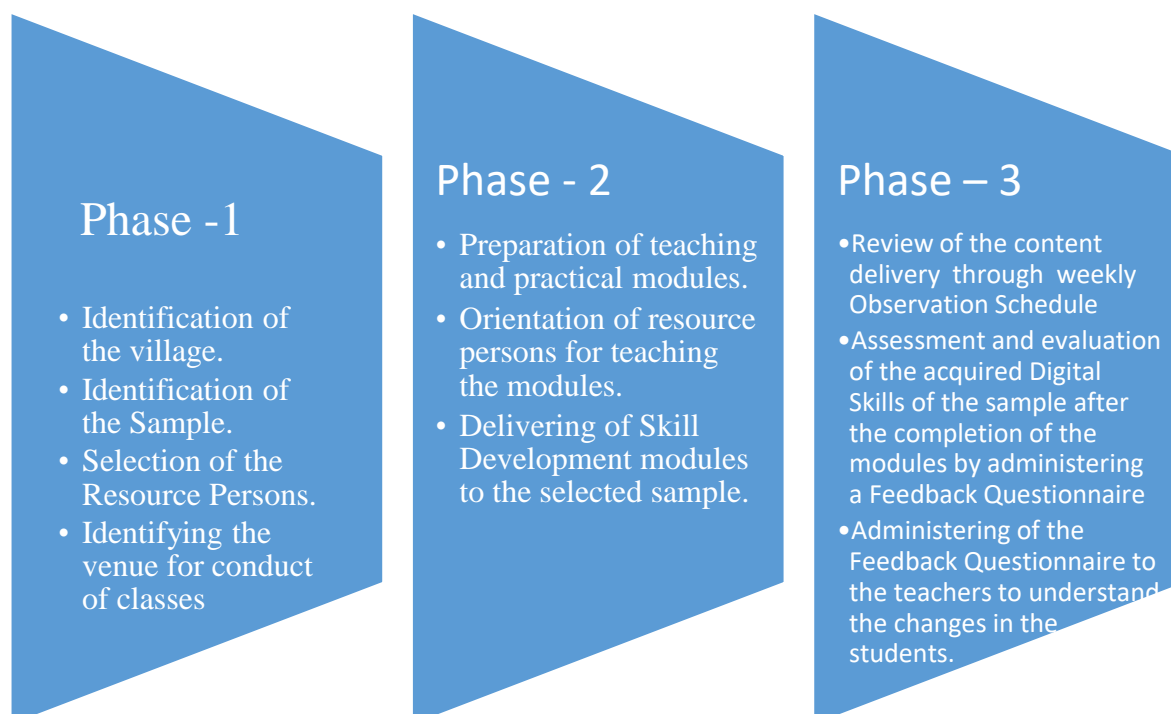 Phase -1
• Identification of
the village.
• Identification of
the Sample.
• Selection of the
Resource Persons.
• Identifying the
venue for conduct
of classes
Phase - 2
• Preparation of teaching
and practical modules.
• Orientation of resource
persons for teaching
the modules.
• Delivering of Skill
Development modules
to the selected sample.
Phase – 3
•Review of the content
delivery through weekly
Observation Schedule
•Assessment and evaluation
of the acquired Digital
Skills of the sample after
the completion of the
modules by administering
a Feedback Questionnaire
•Administering of the
Feedback Questionnaire to
the teachers to understand
the changes in the
students.